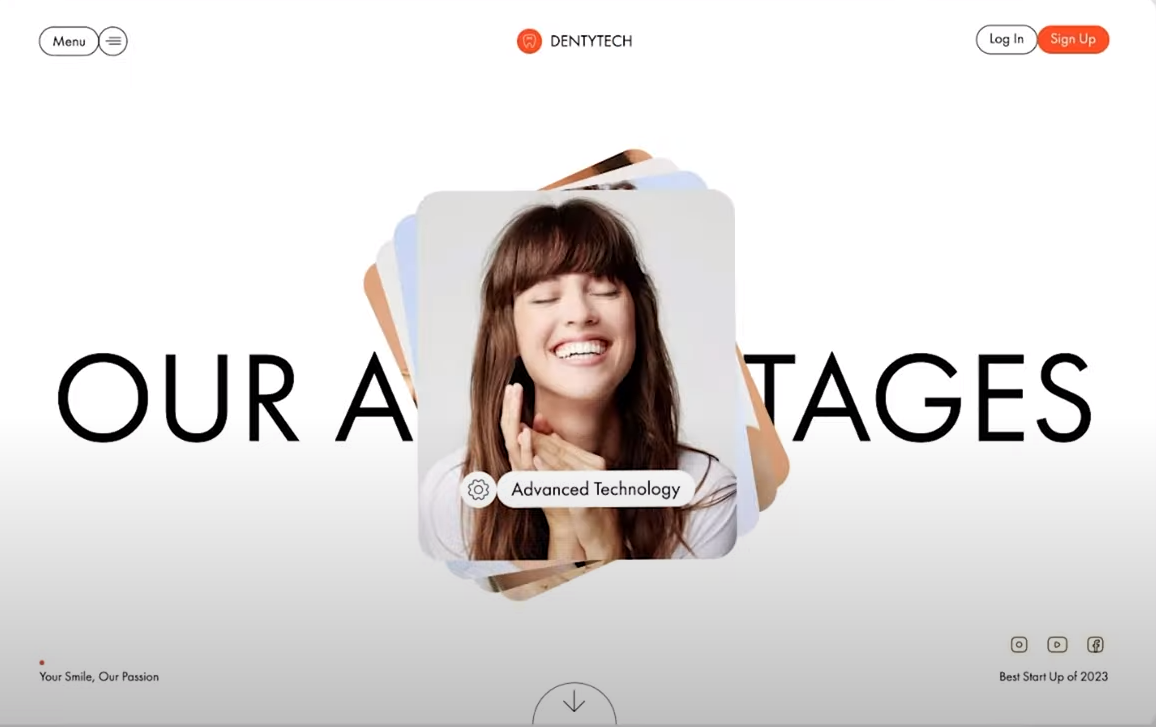 Menu
DENTYTECH
Log In
Sign Up
OUR A TAGES
Advanced Technology
Your Smile, Our Passion
Best Start Up of 2023